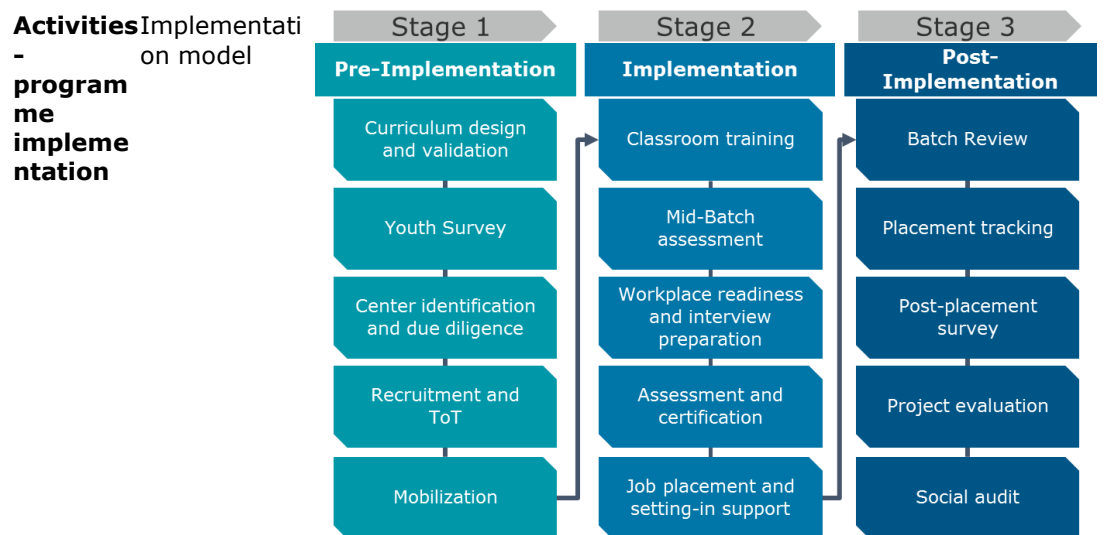 Activities
-
program
me
impleme
ntation
Implementati
on model
Stage 1
Pre-Implementation
Curriculum design
and validation
Youth Survey
Center identification
and due diligence
Recruitment and
ToT
Mobilization
Stage 2
Implementation
Classroom training
Mid-Batch
assessment
Workplace readiness
and interview
preparation
Assessment and
certification
Job placement and
setting-in support
Stage 3
Post-
Implementation
Batch Review
Placement tracking
Post-placement
survey
Project evaluation
Social audit